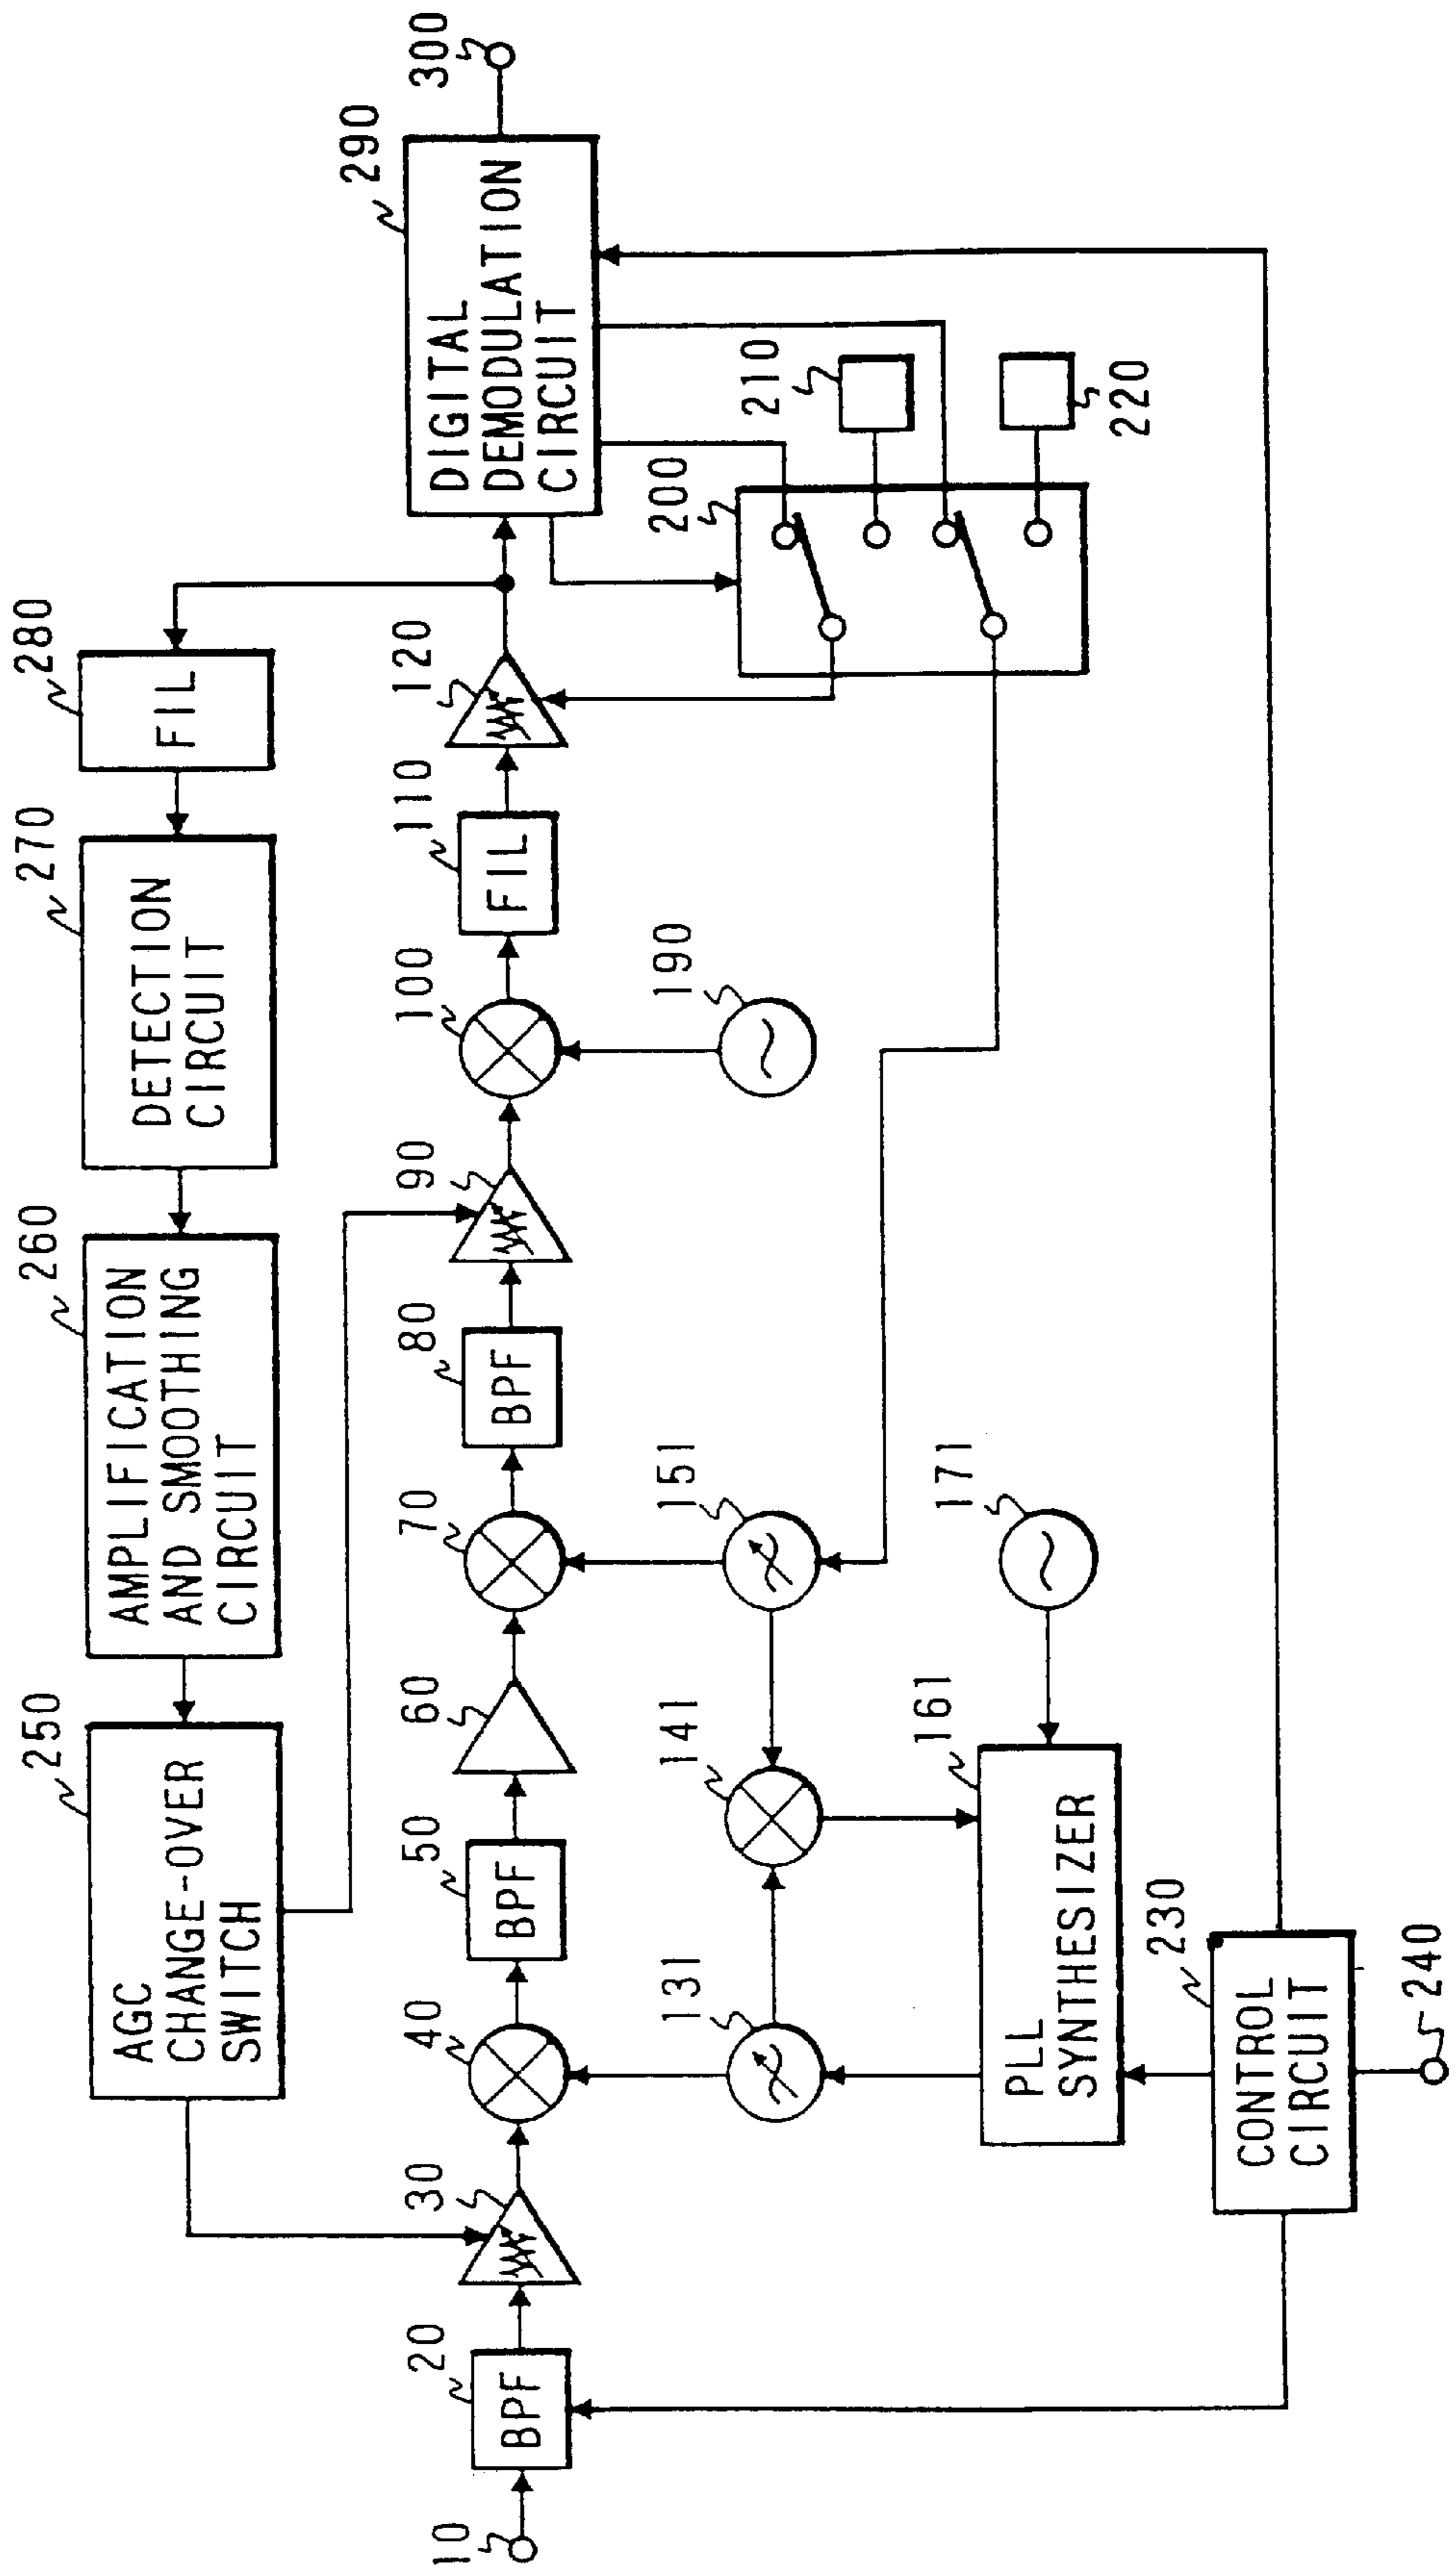 250
AGC
CHANGE-OVER
SWITCH
260
AMPLIFICATION
AND SMOOTHING
CIRCUIT
270
DETECTION
CIRCUIT
280
FIL
10
20
BPF
30
40
50
BPF
60
70
80
BPF
90
100
110
FIL
120
290
DIGITAL
DEMODULATION
CIRCUIT
300
131
141
151
190
200
210
220
161
PLL
SYNTHESIZER
171
230
CONTROL
CIRCUIT
240